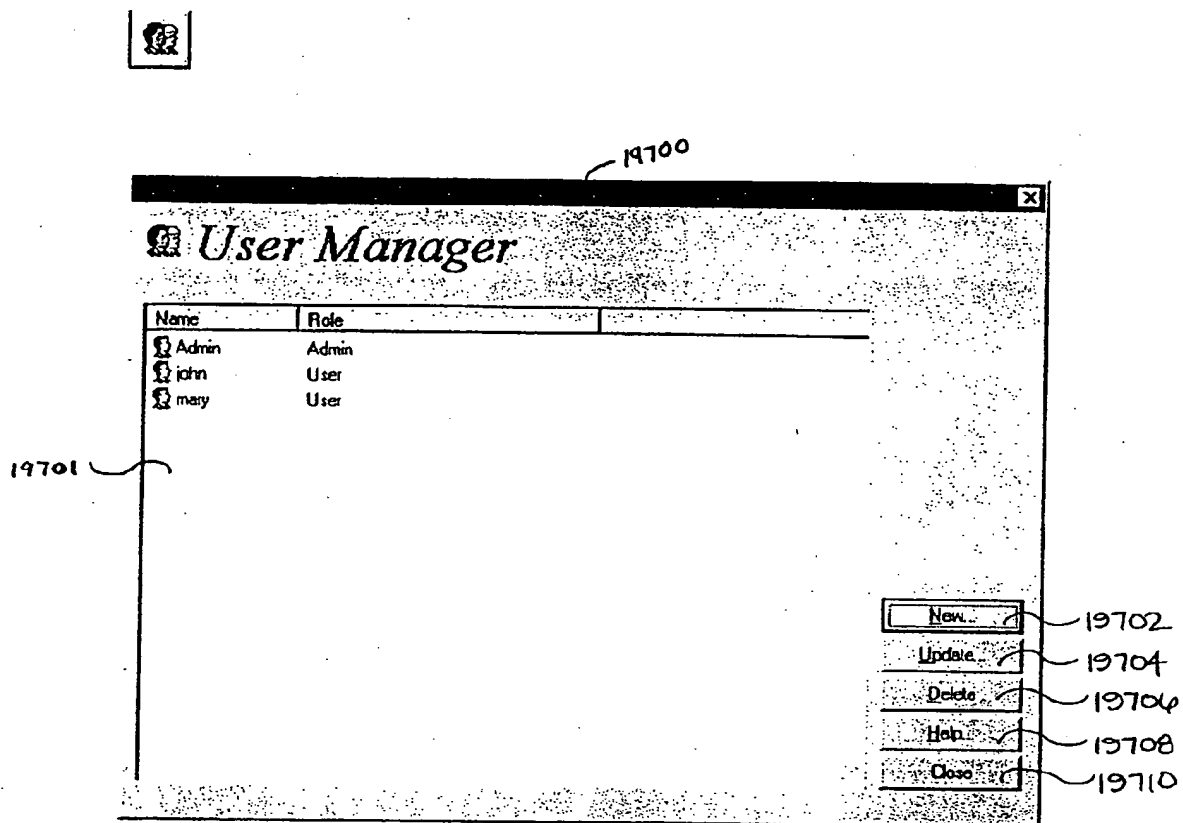 19700
User Manager
Name Role
Admin Admin
john User
mary User
19701
New... 19702
Update... 19704
Delete 19706
Help... 19708
Close 19710